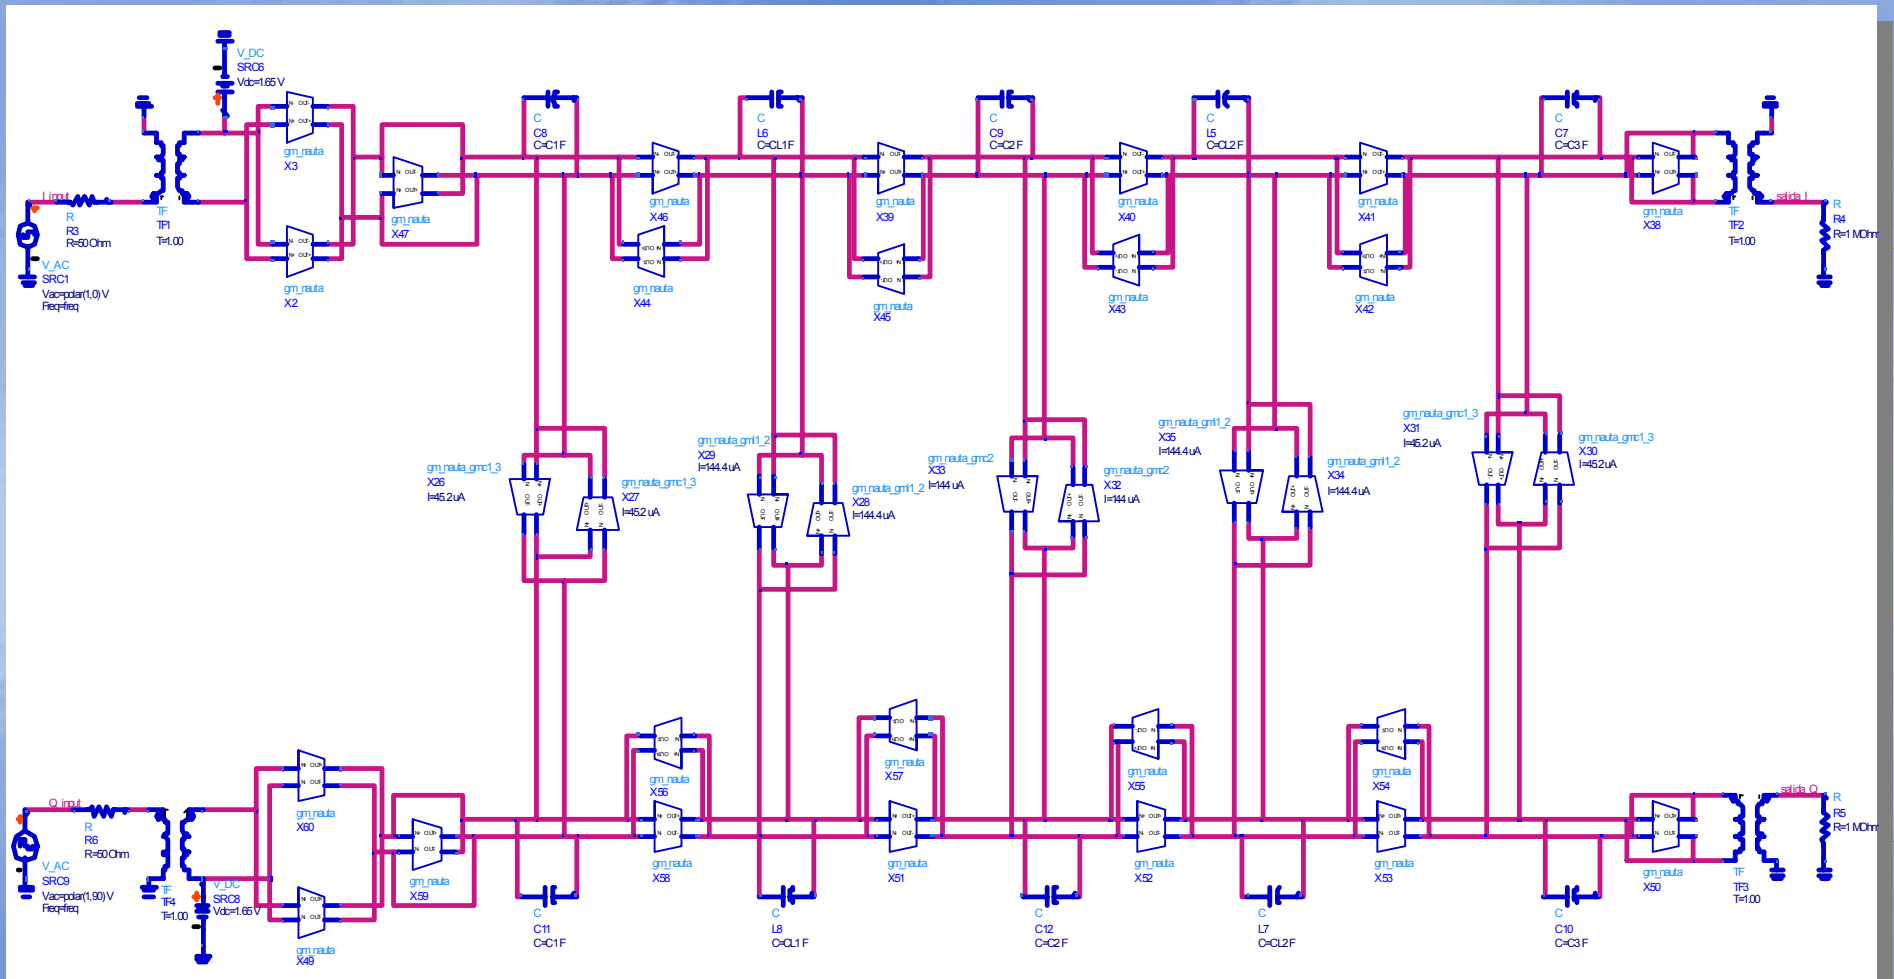 V_DC
SRC6
Vdc=1.65 V
gm_nauta
X3
I_input
R
R3
R=50 Ohm
TF
TF1
T=1.00
V_AC
SRC1
Vac=polar(1,0) V
Freq=freq
gm_nauta
X2
gm_nauta
X47
C
C8
C=C1 F
gm_nauta
X46
gm_nauta
X44
C
L6
C=CL1 F
gm_nauta
X39
gm_nauta
X45
C
C9
C=C2 F
gm_nauta
X40
gm_nauta
X43
C
L5
C=CL2 F
gm_nauta
X41
gm_nauta
X42
C
C7
C=C3 F
gm_nauta
X38
TF
TF2
T=1.00
salida_I
R
R4
R=1 MOhm
gm_nauta_gmc1_3
X26
I=45.2 uA
gm_nauta_gmc1_3
X27
I=45.2 uA
gm_nauta_gml1_2
X29
I=144.4 uA
gm_nauta_gml1_2
X28
I=144.4 uA
gm_nauta_gmc2
X33
I=144 uA
gm_nauta_gmc2
X32
I=144 uA
gm_nauta_gml1_2
X35
I=144.4 uA
gm_nauta_gml1_2
X34
I=144.4 uA
gm_nauta_gmc1_3
X31
I=45.2 uA
gm_nauta_gmc1_3
X30
I=45.2 uA
Q_input
R
R6
R=50 Ohm
V_AC
SRC9
Vac=polar(1,90) V
Freq=freq
TF
TF4
T=1.00
V_DC
SRC8
Vdc=1.65 V
gm_nauta
X60
gm_nauta
X49
gm_nauta
X59
C
C11
C=C1 F
gm_nauta
X56
gm_nauta
X58
C
L8
C=CL1 F
gm_nauta
X57
gm_nauta
X51
C
C12
C=C2 F
gm_nauta
X55
gm_nauta
X52
C
L7
C=CL2 F
gm_nauta
X54
gm_nauta
X53
C
C10
C=C3 F
gm_nauta
X50
TF
TF3
T=1.00
salida_Q
R
R5
R=1 MOhm